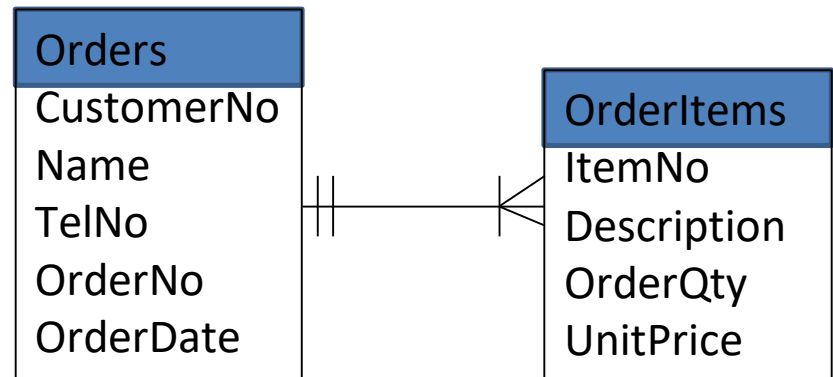 Orders
CustomerNo
Name
TelNo
OrderNo
OrderDate
OrderItems
ItemNo
Description
OrderQty
UnitPrice